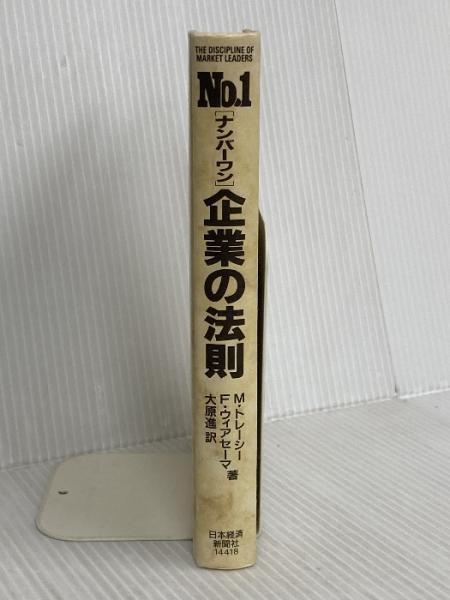 THE DISCIPLINE OF
MARKET LEADERS
No.1
[ナンバーワン]
企業の法則
M・トレーシー
F・ウィアセーマ 著
大原進 訳
日本経済
新聞社
14418